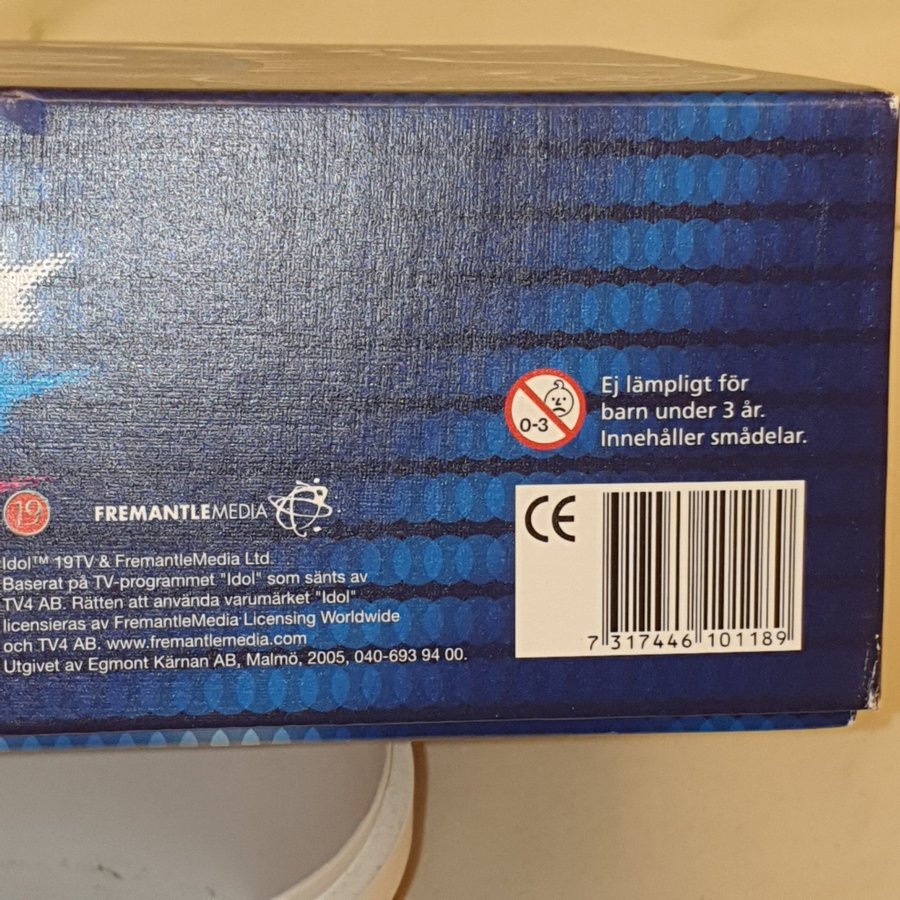 Ej lämpligt för
barn under 3 år.
Innehåller smådelar.
0-3
19
FREMANTLEMEDIA
Idol™ 19TV & FremantleMedia Ltd.
Baserat på TV-programmet "Idol" som sänts av
TV4 AB. Rätten att använda varumärket "Idol"
licensieras av FremantleMedia Licensing Worldwide
och TV4 AB. www.fremantlemedia.com
Utgivet av Egmont Kärnan AB, Malmö, 2005, 040-693 94 00.
CE
7 317446 101189